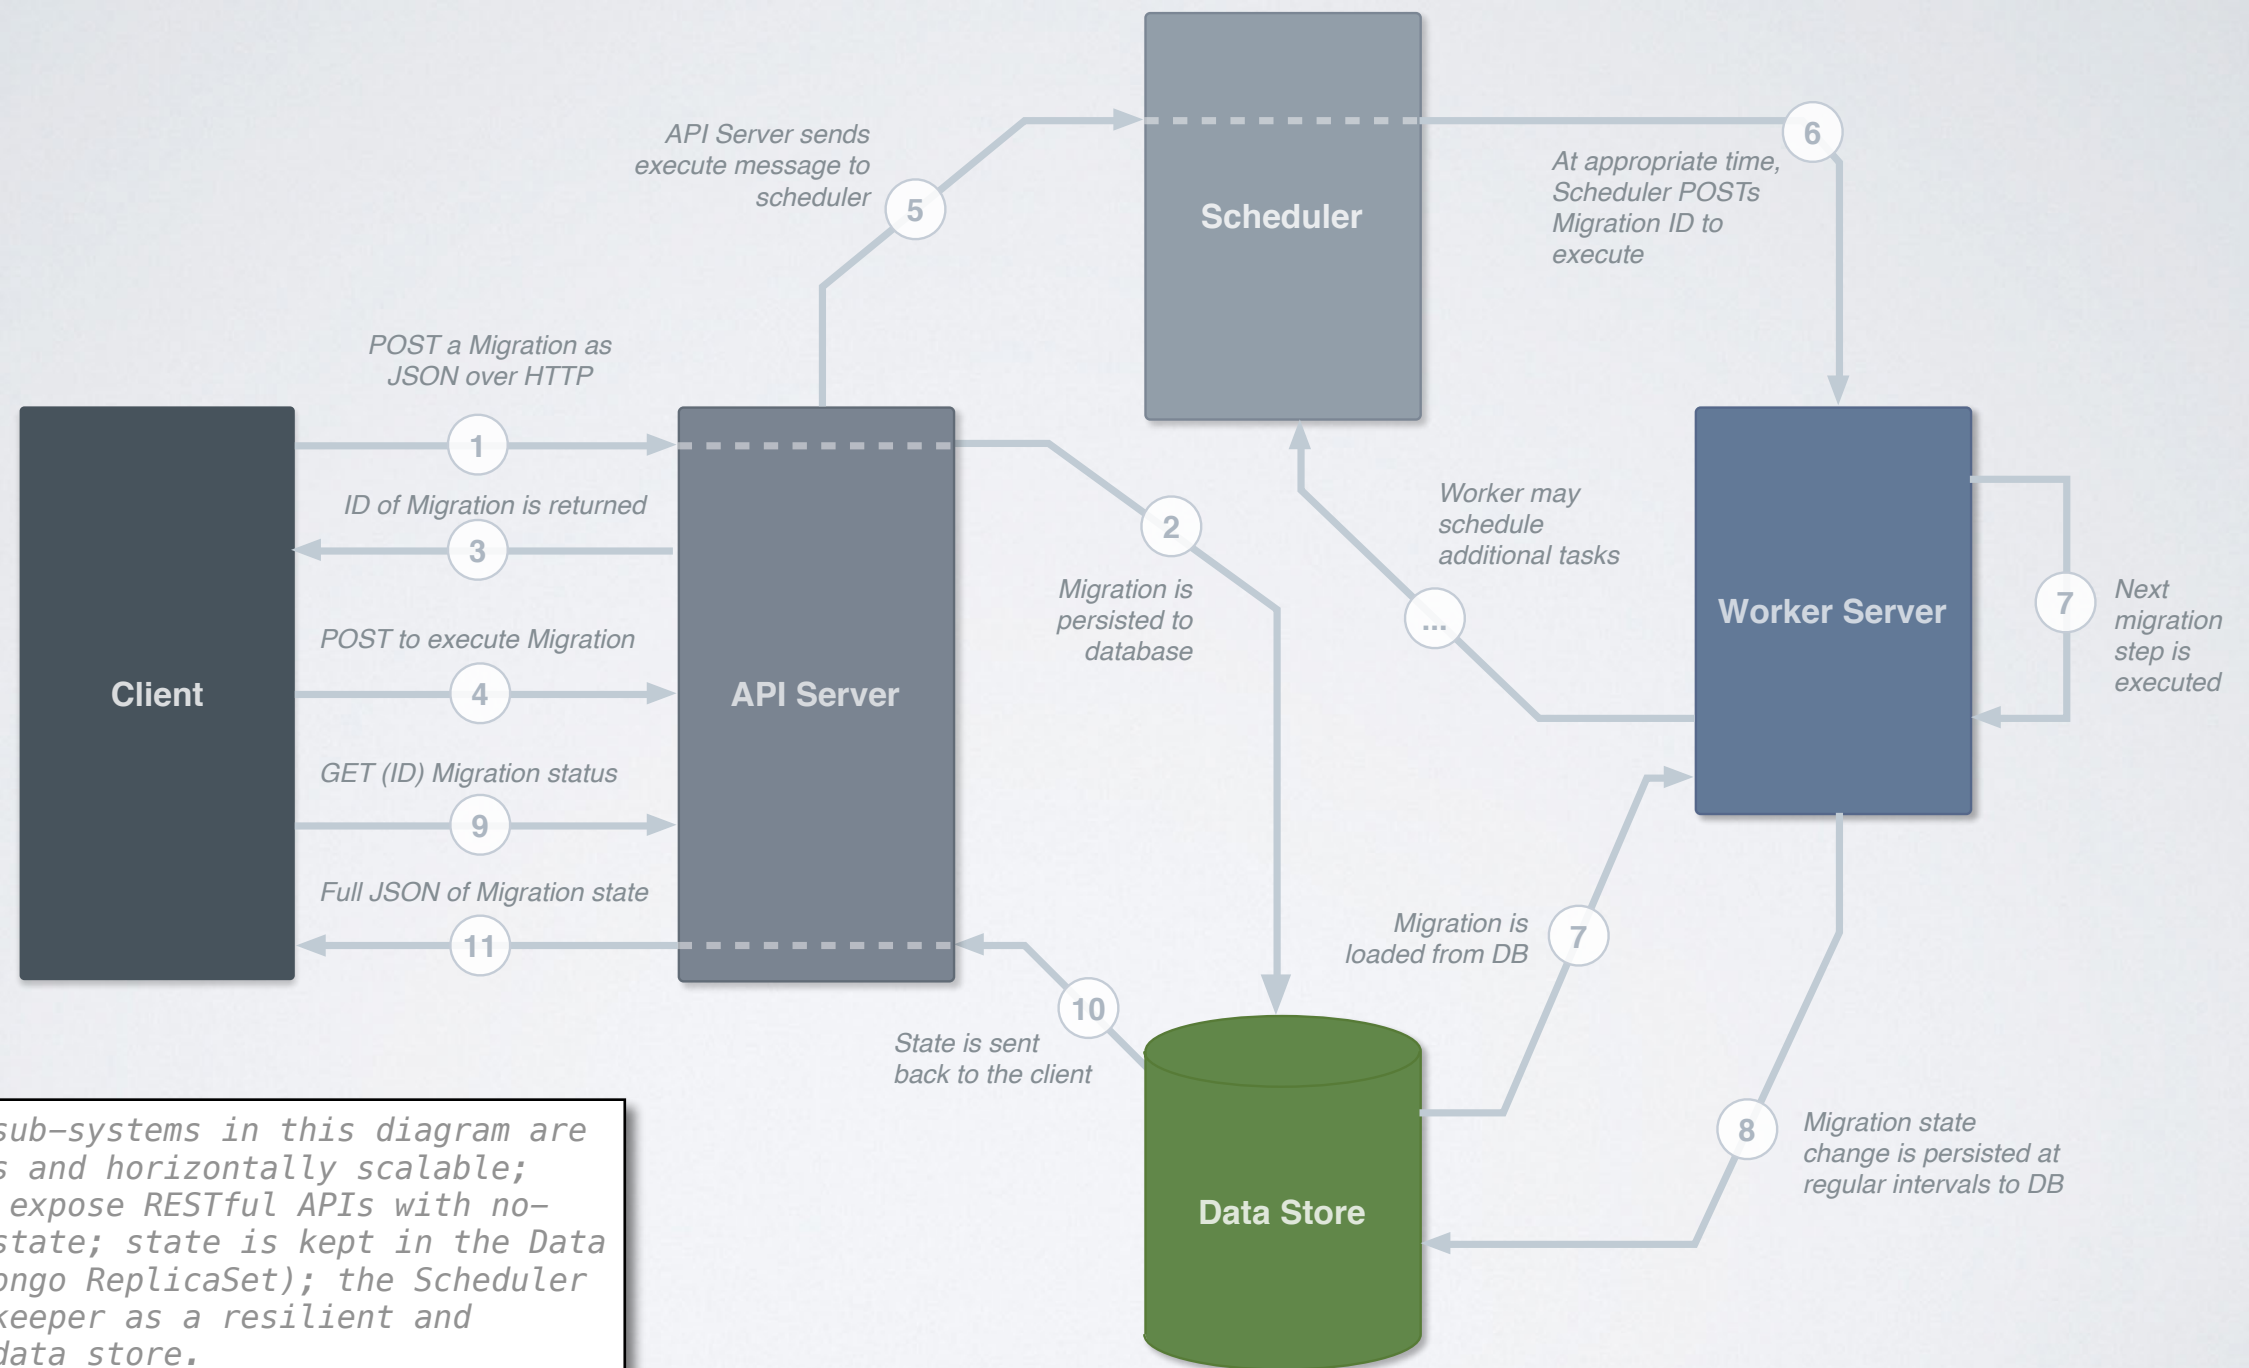 API Server sends
execute message to
scheduler
5
Scheduler
6
At appropriate time,
Scheduler POSTs
Migration ID to
execute
POST a Migration as
JSON over HTTP
1
ID of Migration is returned
3
POST to execute Migration
4
GET (ID) Migration status
9
Full JSON of Migration state
11
Client
API Server
2
Migration is
persisted to
database
Worker may
schedule
additional tasks
...
Worker Server
7
Next
migration
step is
executed
10
State is sent
back to the client
Migration is
loaded from DB
7
8
Migration state
change is persisted at
regular intervals to DB
Data Store
sub-systems in this diagram are
s and horizontally scalable;
expose RESTful APIs with no-
state; state is kept in the Data
ongo ReplicaSet); the Scheduler
keeper as a resilient and
data store.